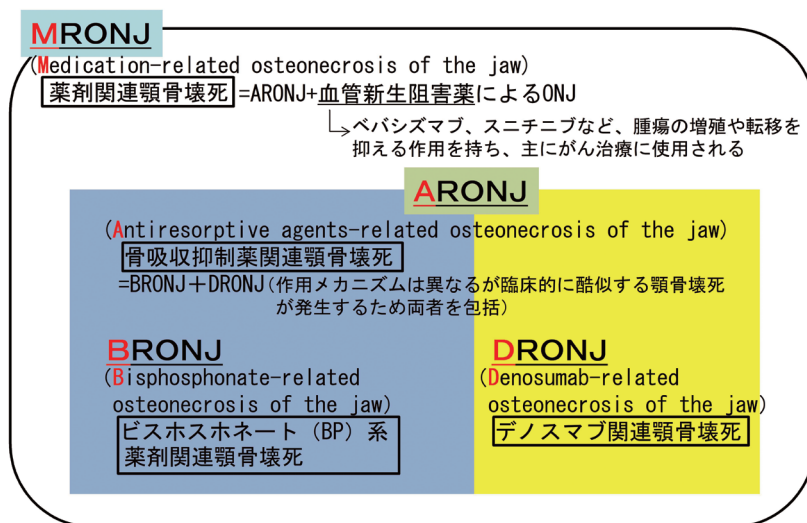 MRONJ
(Medication-related osteonecrosis of the jaw)
薬剤関連顎骨壊死=ARONJ+血管新生阻害薬によるONJ
ベバシズマブ、スニチニブなど、腫瘍の増殖や転移を
抑える作用を持ち、主にがん治療に使用される
ARONJ
(Antiresorptive agents-related osteonecrosis of the jaw)
骨吸収抑制薬関連顎骨壊死
=BRONJ＋DRONJ(作用メカニズムは異なるが臨床的に酷似する顎骨壊死
が発生するため両者を包括)
BRONJ
(Bisphosphonate-related
osteonecrosis of the jaw)
ビスホスホネート（BP）系
薬剤関連顎骨壊死
DRONJ
(Denosumab-related
osteonecrosis of the jaw)
デノスマブ関連顎骨壊死